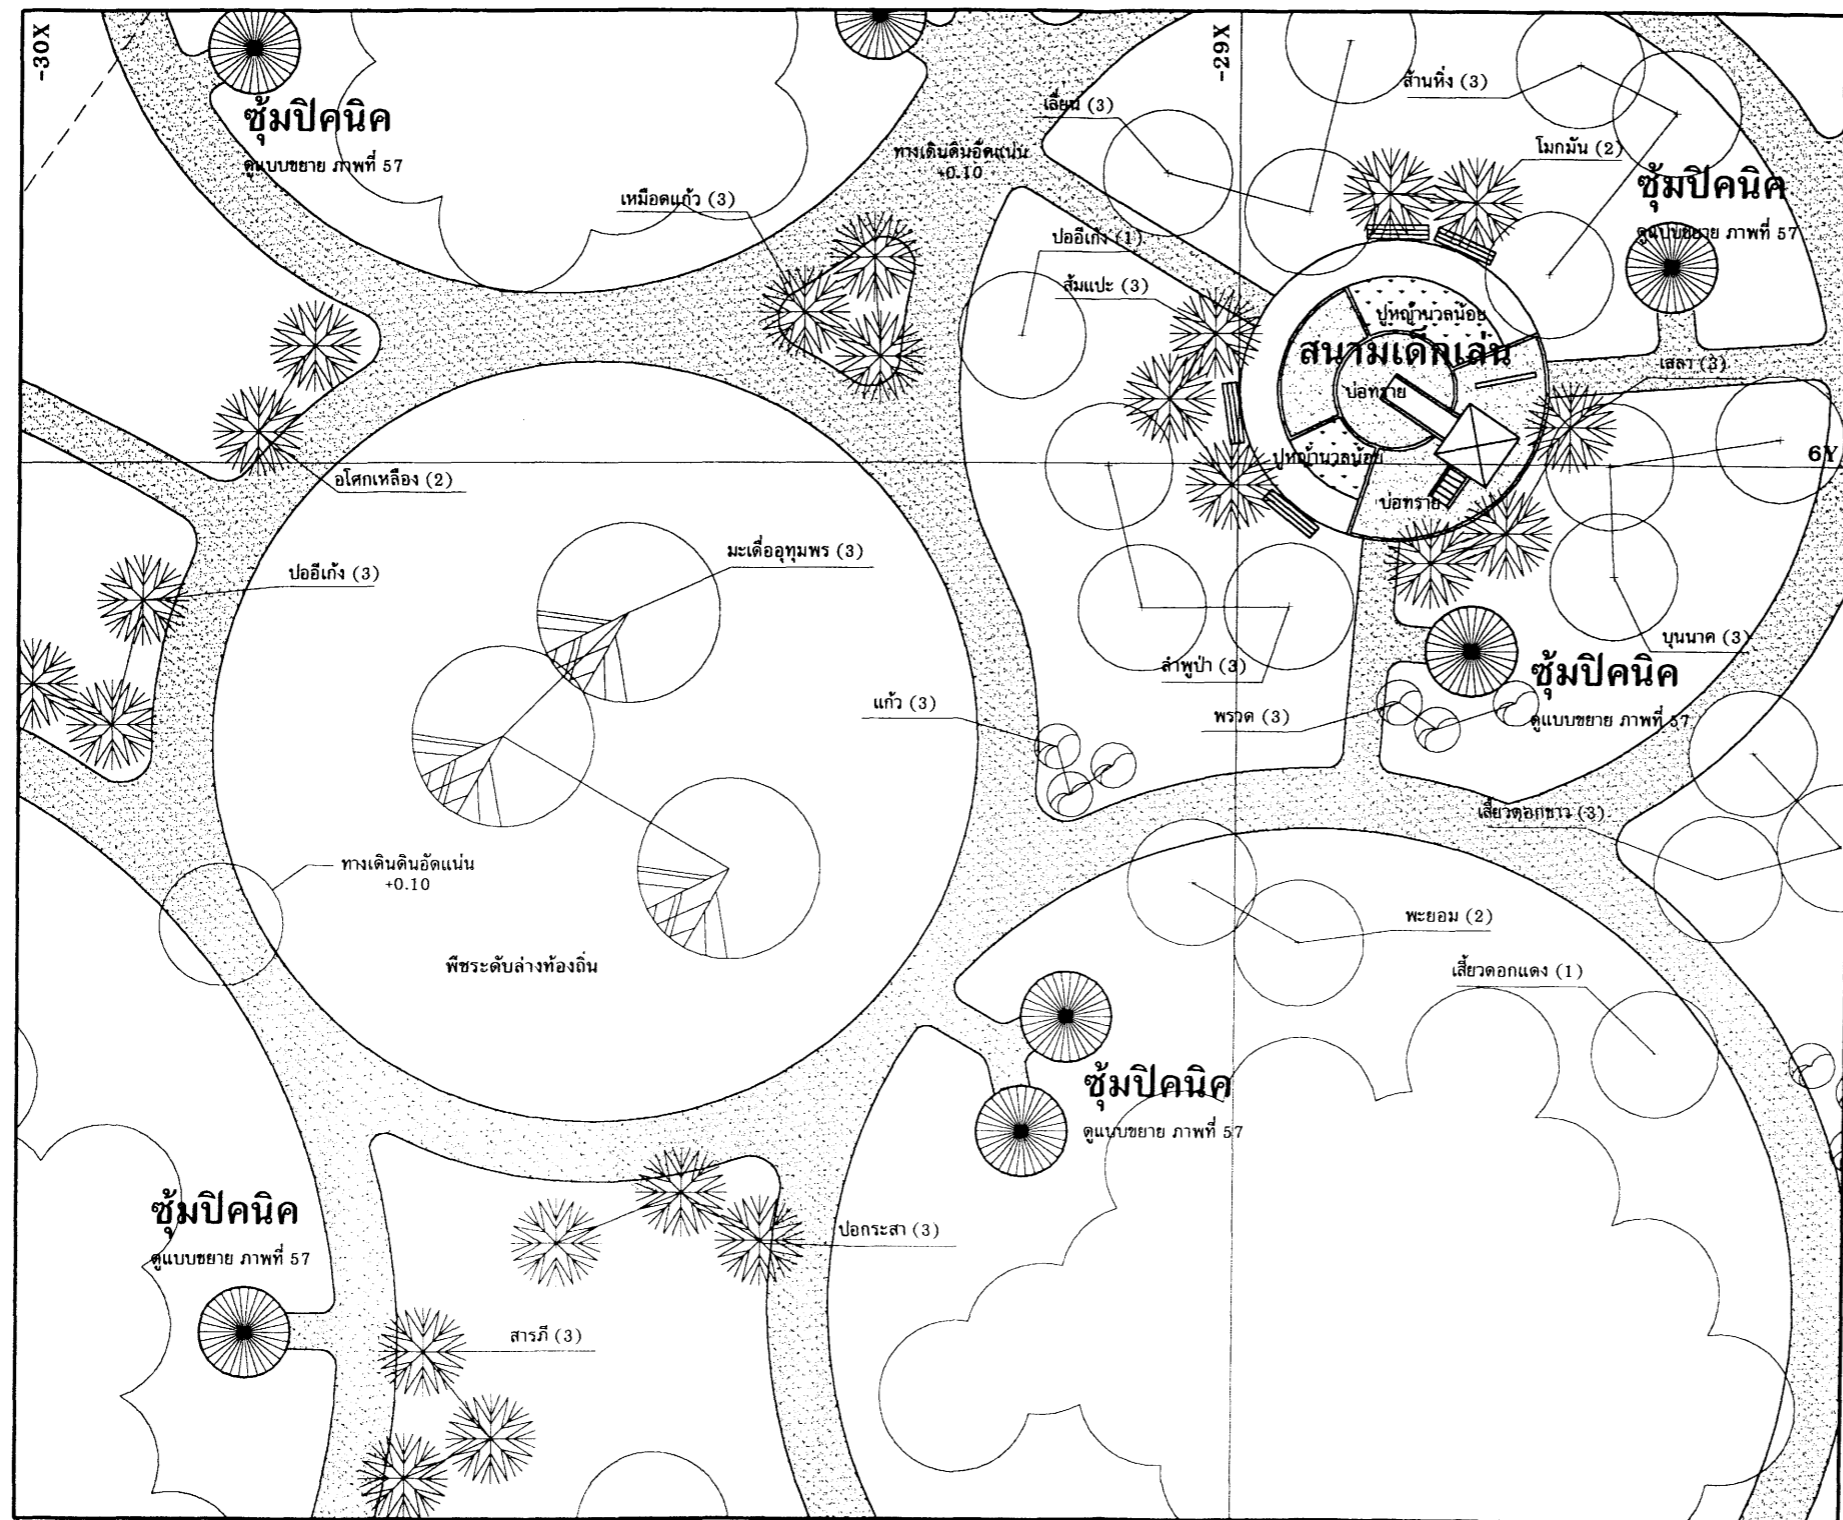 -30X
-29X
ซุ้มปิคนิค
ดูแบบขยาย ภาพที่ 57
เลี่ยน (3)
ส้านหิ่ง (3)
ทางเดินดินอัดแน่น
+0.10
โมกมัน (2)
ซุ้มปิคนิค
ดูแบบขยาย ภาพที่ 57
เหมือดแก้ว (3)
ปออีเก้ง (1)
ส้มแปะ (3)
ปูหญ้านวลน้อย
สนามเด็กเล่น
เสลา (3)
บ่อทราย
ปูหญ้านวลน้อย
6Y
อโศกเหลือง (2)
บ่อทราย
มะเดื่ออุทุมพร (3)
ปออีเก้ง (3)
บุนนาค (3)
ลำพูป่า (3)
ซุ้มปิคนิค
ดูแบบขยาย ภาพที่ 57
แก้ว (3)
พรวด (3)
เสี้ยวดอกขาว (3)
ทางเดินดินอัดแน่น
+0.10
พะยอม (2)
พืชระดับล่างท้องถิ่น
เสี้ยวดอกแดง (1)
ซุ้มปิคนิค
ดูแบบขยาย ภาพที่ 57
ซุ้มปิคนิค
ดูแบบขยาย ภาพที่ 57
ปอกระสา (3)
สารภี (3)